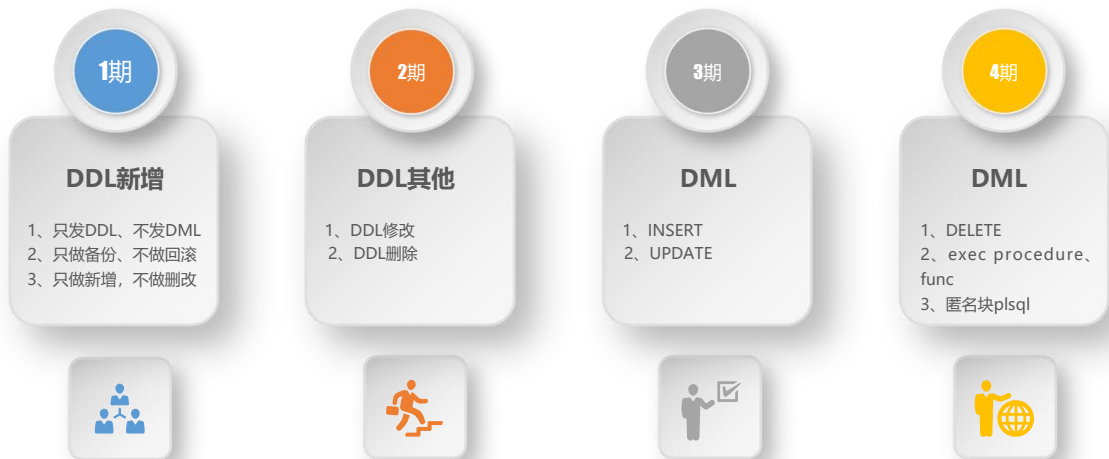 1期
DDL新增
1、只发DDL、不发DML
2、只做备份、不做回滚
3、只做新增，不做删改
2期
DDL其他
1、DDL修改
2、DDL删除
3期
DML
1、INSERT
2、UPDATE
4期
DML
1、DELETE
2、exec procedure、
func
3、匿名块plsql